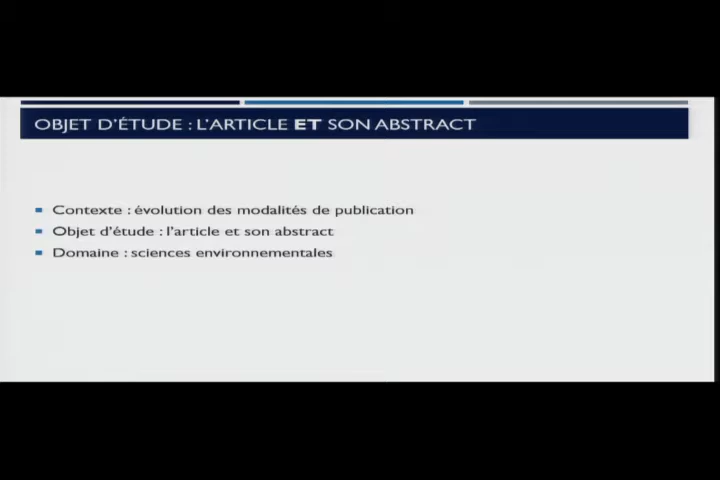 OBJET D'ÉTUDE : L'ARTICLE ET SON ABSTRACT
Contexte : évolution des modalités de publication
Objet d'étude : l'article et son abstract
Domaine : sciences environnementales